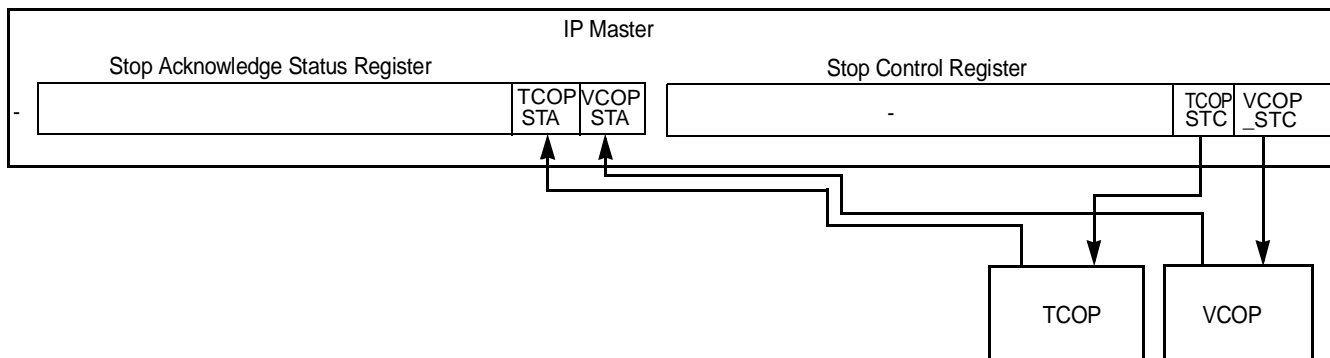 IP Master
Stop Acknowledge Status Register
Stop Control Register
-
TCOP
STA
VCOP
STA
-
TCOP
STC
VCOP
_STC
TCOP
VCOP